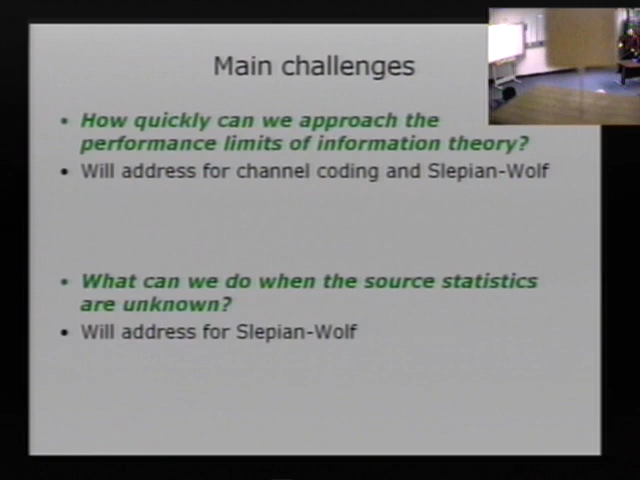 Main challenges
• How quickly can we approach the
performance limits of information theory?
• Will address for channel coding and Slepian-Wolf
• What can we do when the source statistics
are unknown?
• Will address for Slepian-Wolf